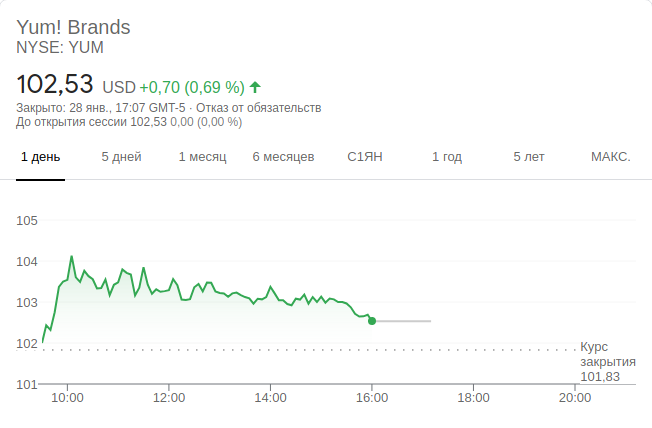 Yum! Brands
NYSE: YUM
102,53 USD +0,70 (0,69 %)
Закрыто: 28 янв., 17:07 GMT-5 · Отказ от обязательств
До открытия сессии 102,53 0,00 (0,00 %)
1 день 5 дней 1 месяц 6 месяцев С1ЯН 1 год 5 лет МАКС.
105
104
103
102
Курс
закрытия
101,83
101
10:00 12:00 14:00 16:00 18:00 20:00